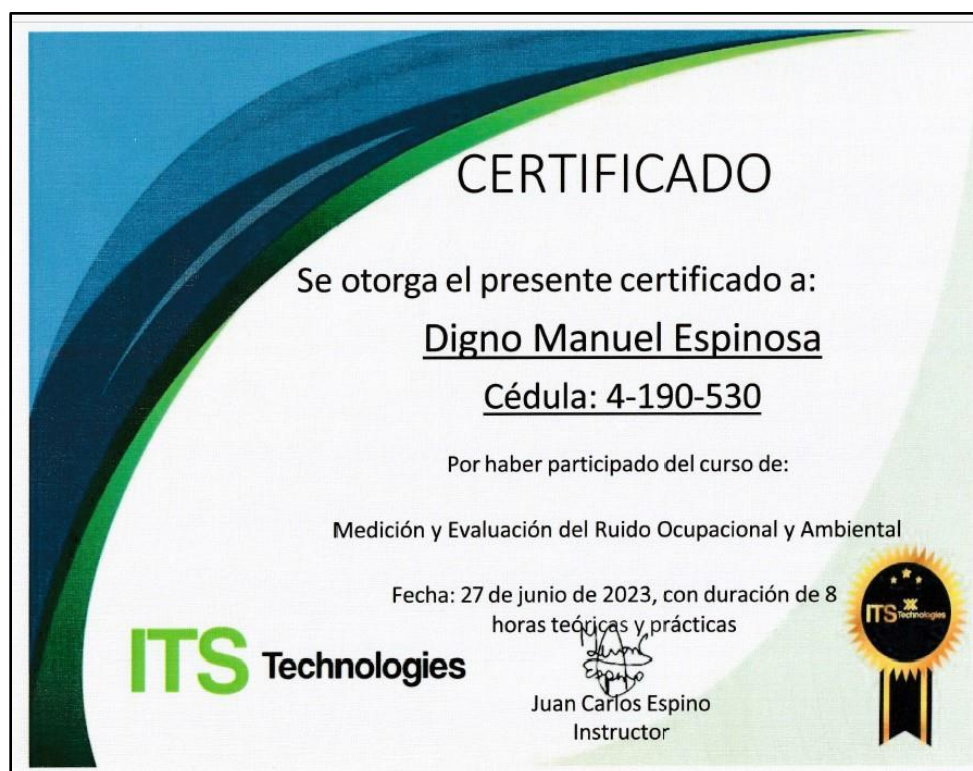 CERTIFICADO
Se otorga el presente certificado a:
Digno Manuel Espinosa
Cédula: 4-190-530
Por haber participado del curso de:
Medición y Evaluación del Ruido Ocupacional y Ambiental
Fecha: 27 de junio de 2023, con duración de 8
horas teóricas y prácticas
ITS Technologies
ITS Technologies
Juan Carlos Espino
Instructor